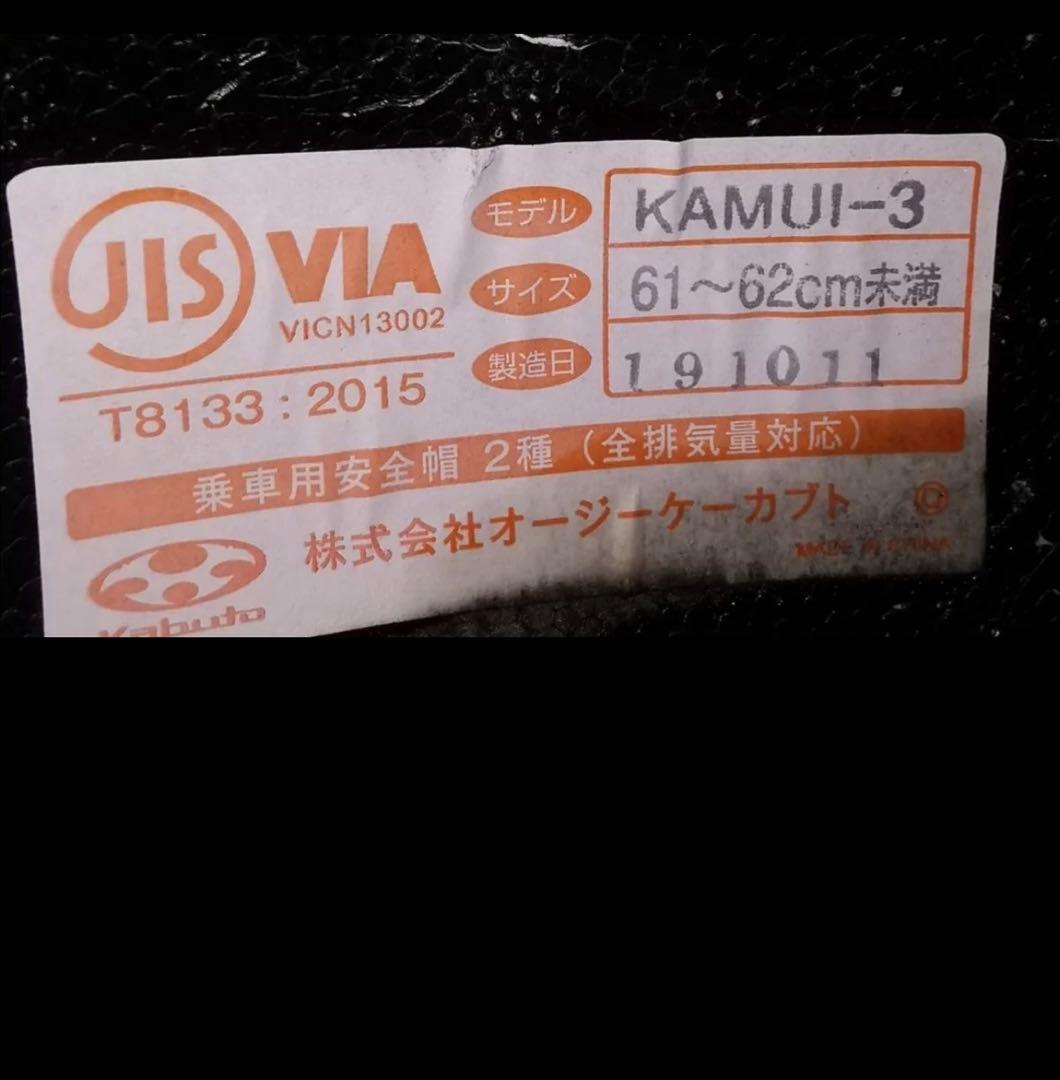 JIS VIA
VICN13002
T8133:2015
モデル KAMUI-3
サイズ 61〜62cm未満
製造日 191011
乗車用安全帽 2種（全排気量対応）
株式会社オージーケーカブト
MADE IN CHINA
Kabuto